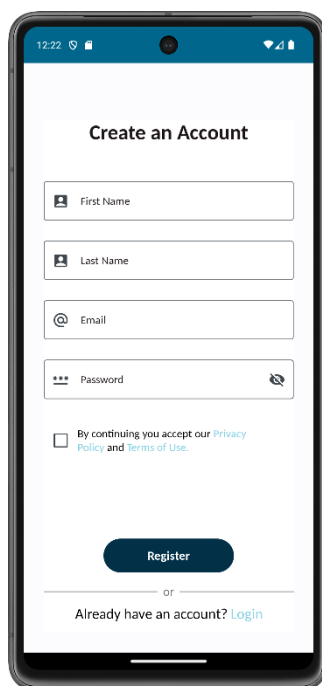 12:22
Create an Account
First Name
Last Name
Email
Password
By continuing you accept our Privacy
Policy and Terms of Use.
Register
or
Already have an account? Login